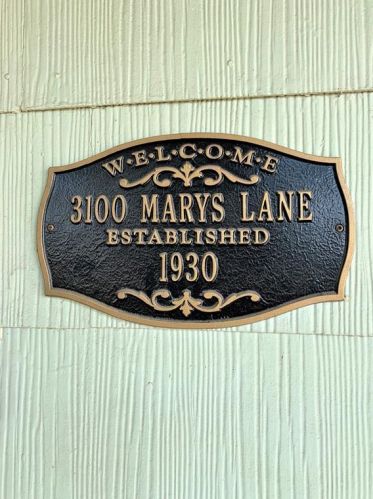 W·E·L·C·O·M·E
3100 MARYS LANE
ESTABLISHED
1930